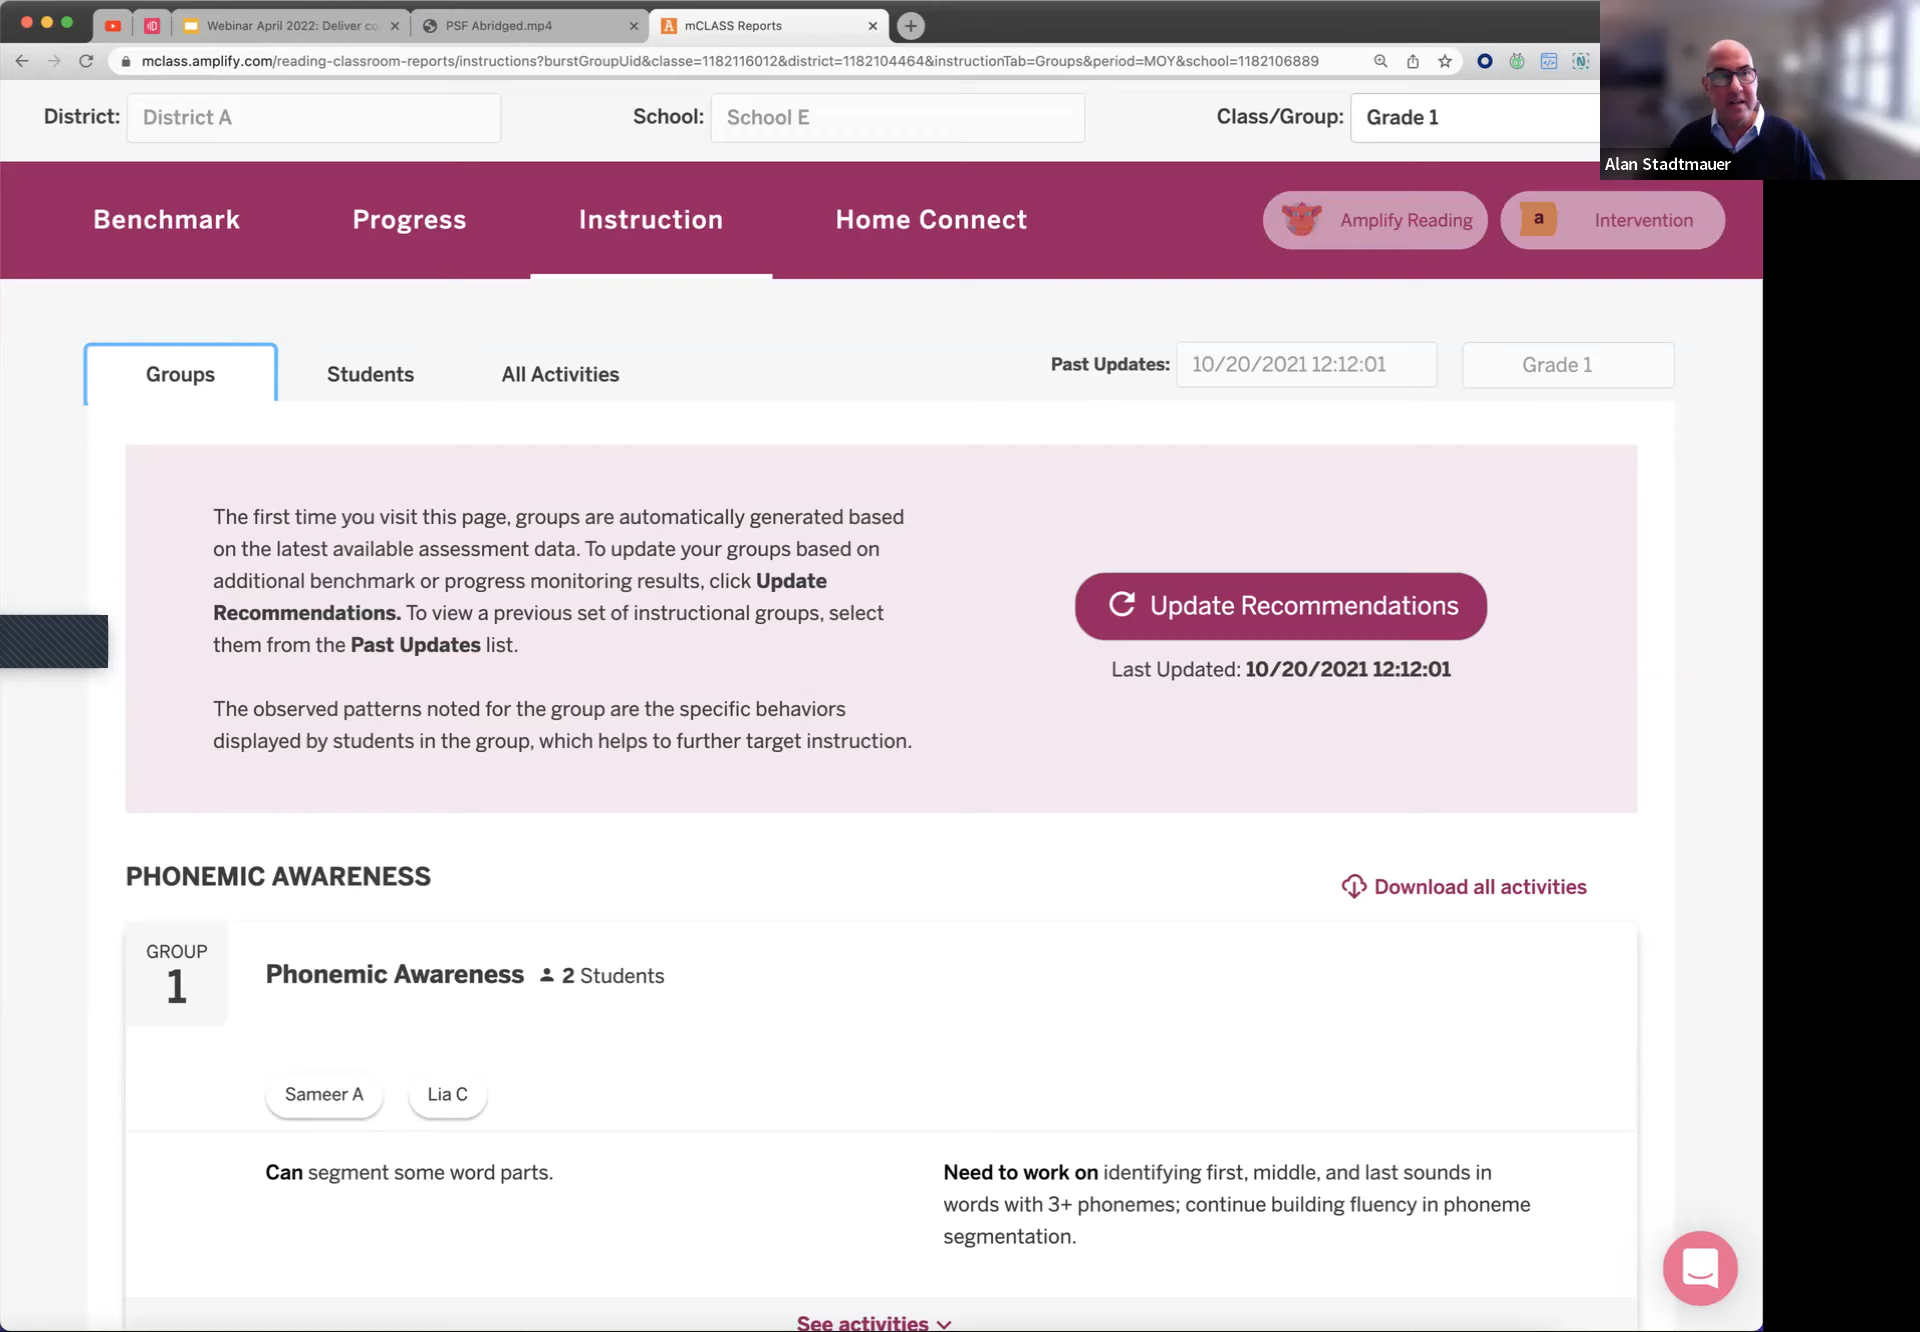 Webinar April 2022: Deliver co
PSF Abridged.mp4
mCLASS Reports
mclass.amplify.com/reading-classroom-reports/instructions?burstGroupUid&classe=1182116012&district=1182104464&instructionTab=Groups&period=MOY&school=1182106889
District: District A
School: School E
Class/Group: Grade 1
Alan Stadtmauer
Benchmark
Progress
Instruction
Home Connect
Amplify Reading
a Intervention
Groups
Students
All Activities
Past Updates: 10/20/2021 12:12:01
Grade 1
The first time you visit this page, groups are automatically generated based
on the latest available assessment data. To update your groups based on
additional benchmark or progress monitoring results, click Update
Recommendations. To view a previous set of instructional groups, select
them from the Past Updates list.
The observed patterns noted for the group are the specific behaviors
displayed by students in the group, which helps to further target instruction.
Update Recommendations
Last Updated: 10/20/2021 12:12:01
PHONEMIC AWARENESS
Download all activities
GROUP
1
Phonemic Awareness 2 Students
Sameer A
Lia C
Can segment some word parts.
Need to work on identifying first, middle, and last sounds in
words with 3+ phonemes; continue building fluency in phoneme
segmentation.
See activities